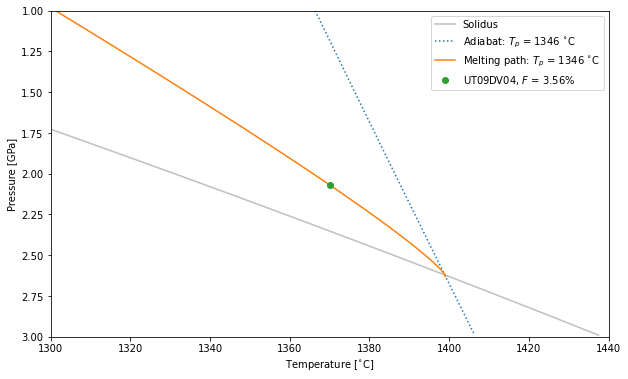 Solidus
Adiabat: Tp = 1346 °C
Melting path: Tp = 1346 °C
UT09DV04, F = 3.56%
Pressure [GPa]
1.00
1.25
1.50
1.75
2.00
2.25
2.50
2.75
3.00
1300 1320 1340 1360 1380 1400 1420 1440
Temperature [°C]